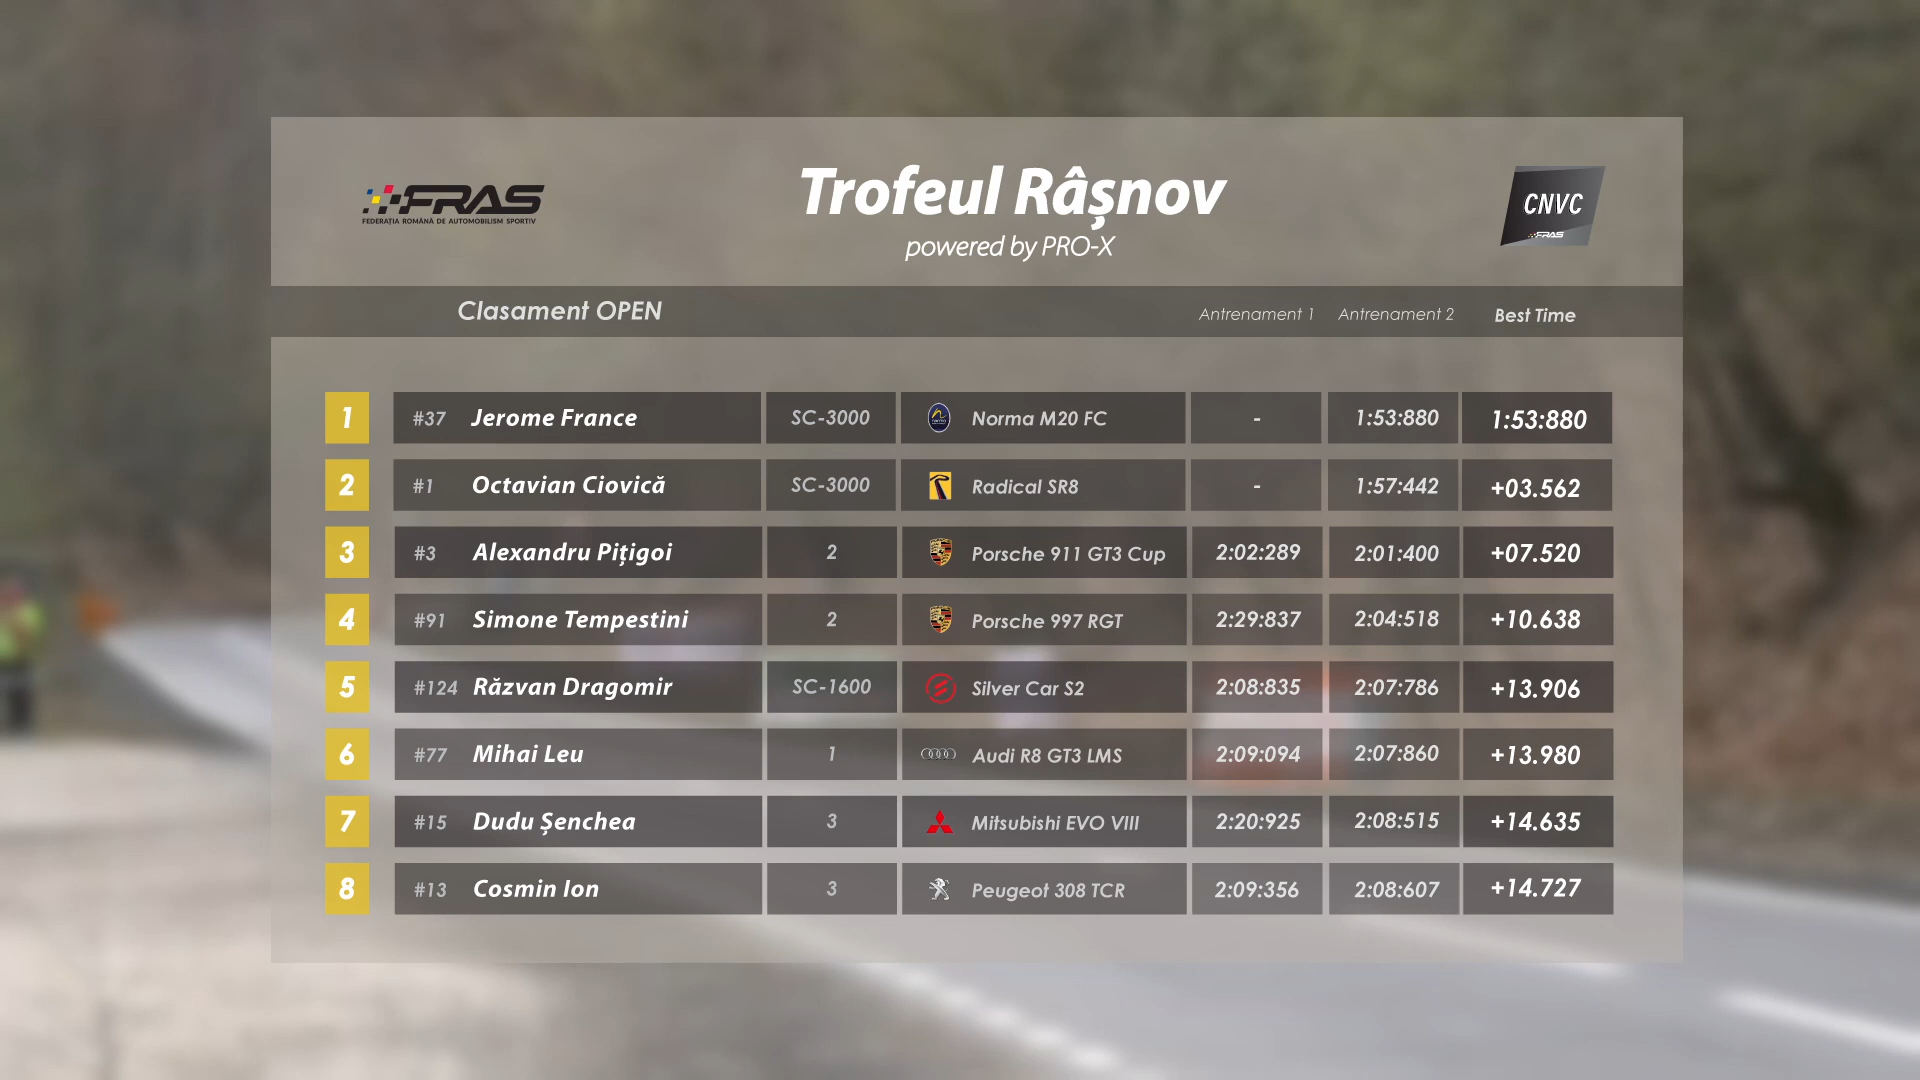 FRAS
FEDERAȚIA ROMÂNĂ DE AUTOMOBILISM SPORTIV
Trofeul Râșnov
powered by PRO-X
CNVC
FRAS
Clasament OPEN Antrenament 1 Antrenament 2 Best Time
1 #37 Jerome France SC-3000 Norma M20 FC - 1:53:880 1:53:880
2 #1 Octavian Ciovică SC-3000 Radical SR8 - 1:57:442 +03.562
3 #3 Alexandru Pițigoi 2 Porsche 911 GT3 Cup 2:02:289 2:01:400 +07.520
4 #91 Simone Tempestini 2 Porsche 997 RGT 2:29:837 2:04:518 +10.638
5 #124 Răzvan Dragomir SC-1600 Silver Car S2 2:08:835 2:07:786 +13.906
6 #77 Mihai Leu 1 Audi R8 GT3 LMS 2:09:094 2:07:860 +13.980
7 #15 Dudu Șenchea 3 Mitsubishi EVO VIII 2:20:925 2:08:515 +14.635
8 #13 Cosmin Ion 3 Peugeot 308 TCR 2:09:356 2:08:607 +14.727